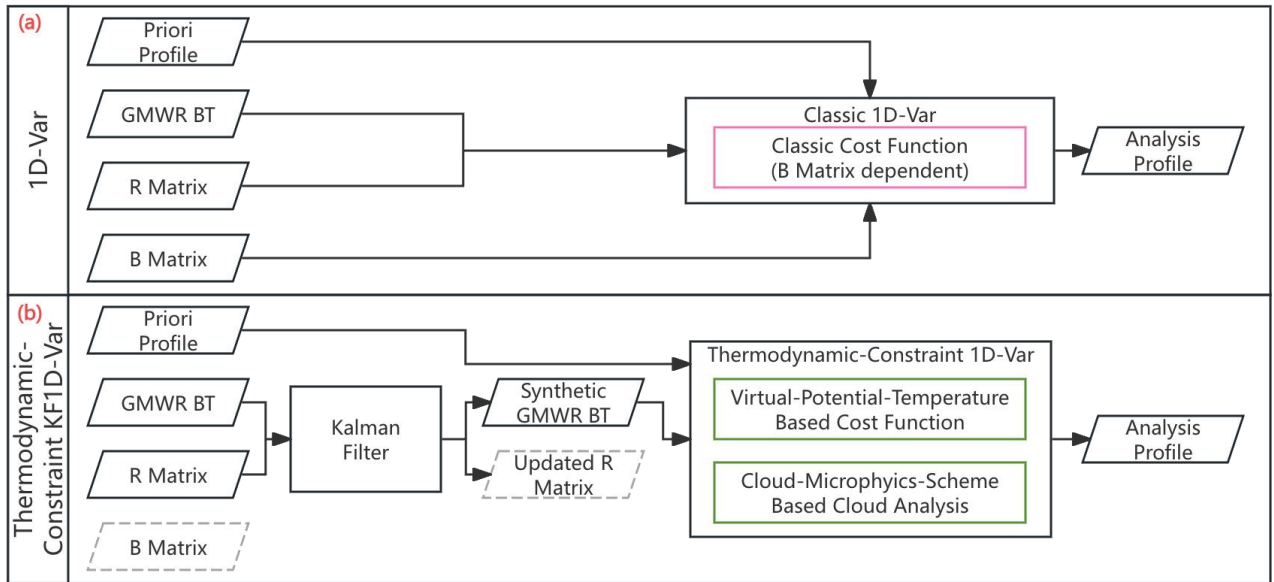 (a)
1D-Var
Priori
Profile
GMWR BT
R Matrix
B Matrix
Classic 1D-Var
Classic Cost Function
(B Matrix dependent)
Analysis
Profile
(b)
Thermodynamic-
Constraint KF1D-Var
Priori
Profile
GMWR BT
R Matrix
B Matrix
Kalman
Filter
Synthetic
GMWR BT
Updated R
Matrix
Thermodynamic-Constraint 1D-Var
Virtual-Potential-Temperature
Based Cost Function
Cloud-Microphyics-Scheme
Based Cloud Analysis
Analysis
Profile